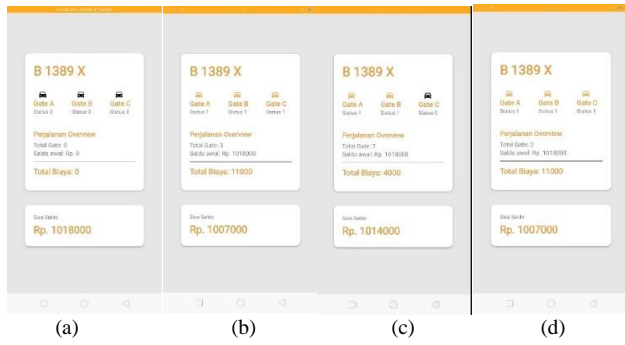 B 1389 X
Gate A Gate B Gate C
Status 0 Status 0 Status 0
Perjalanan Overview
Total Gate: 0
Saldo awal: Rp. 0
Total Biaya: 0
Sisa Saldo
Rp. 1018000
(a)
B 1389 X
Gate A Gate B Gate C
Status 1 Status 1 Status 1
Perjalanan Overview
Total Gate: 3
Saldo awal: Rp. 1018000
Total Biaya: 11000
Sisa Saldo
Rp. 1007000
(b)
B 1389 X
Gate A Gate B Gate C
Status 1 Status 1 Status 0
Perjalanan Overview
Total Gate:
Saldo awal: Rp. 1018000
Total Biaya: 4000
Sisa Saldo
Rp. 1014000
(c)
B 1389 X
Gate A Gate B Gate C
Status 1 Status 1 Status 1
Perjalanan Overview
Total Gate:
Saldo awal: Rp. 1018000
Total Biaya: 11000
Sisa Saldo
Rp. 1007000
(d)